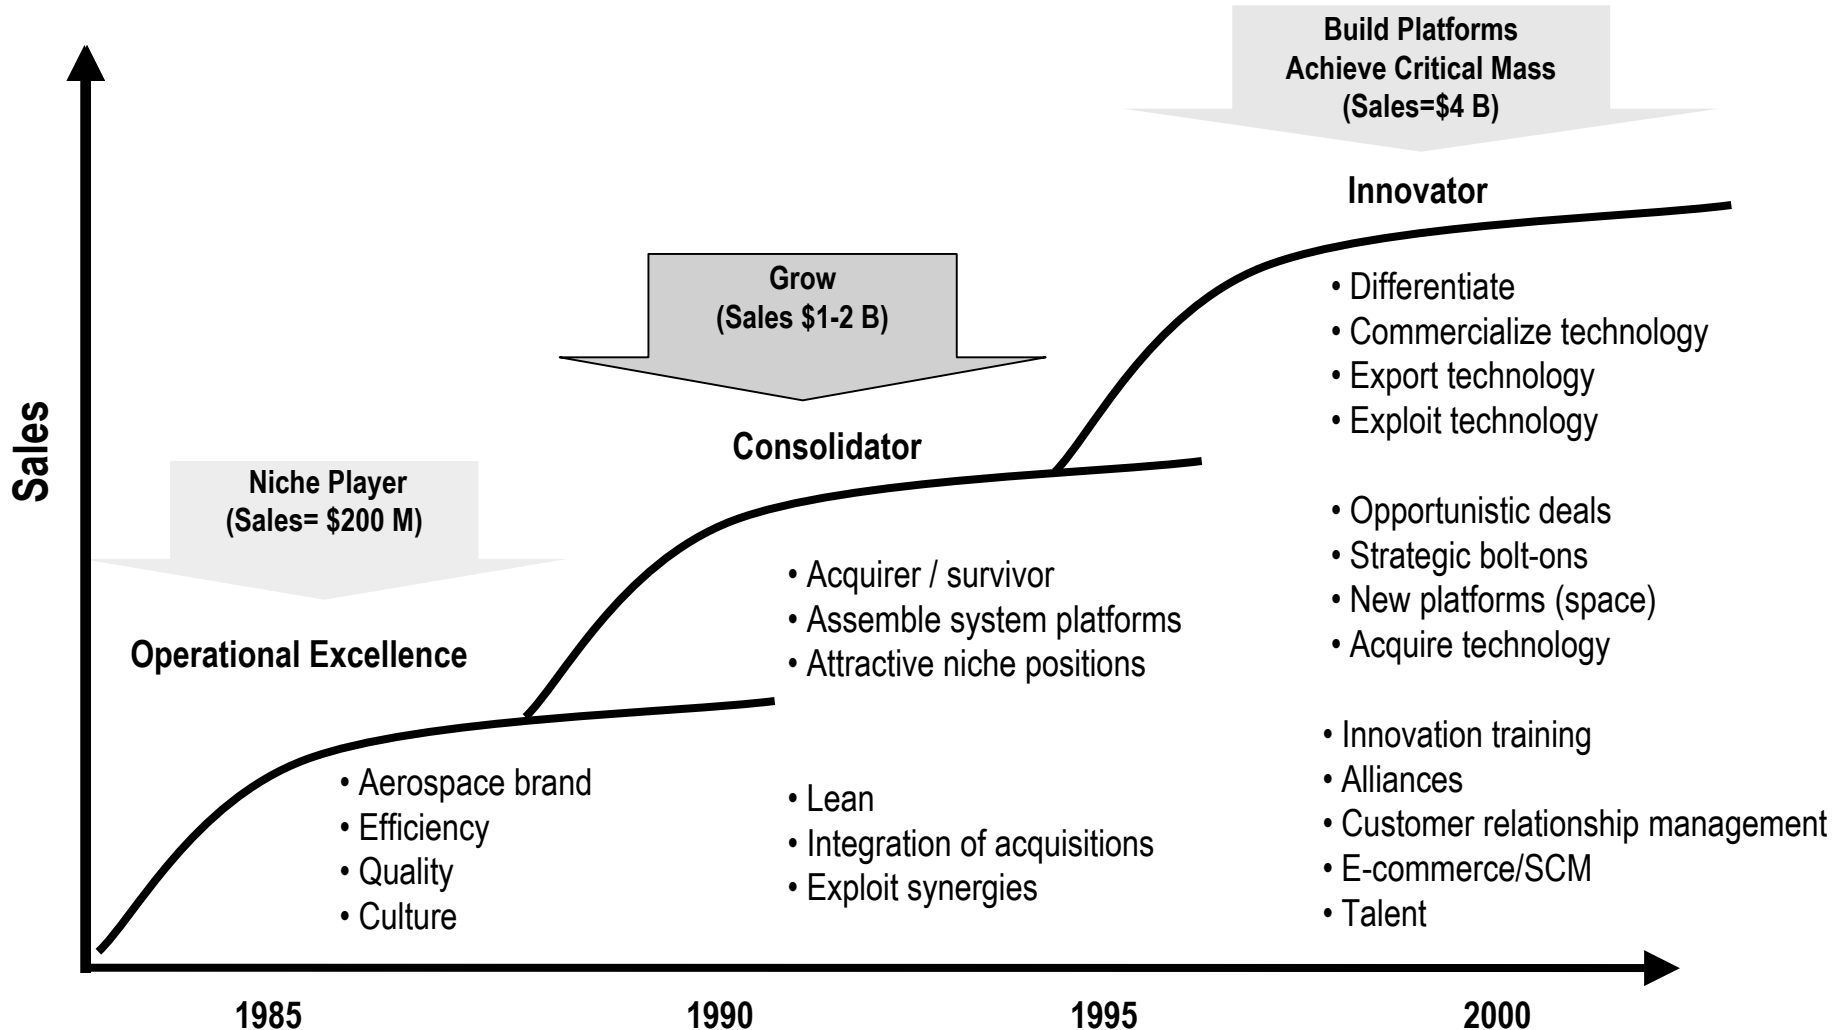 Build Platforms
Achieve Critical Mass
(Sales=$4 B)
Innovator
• Differentiate
• Commercialize technology
• Export technology
• Exploit technology
• Opportunistic deals
• Strategic bolt-ons
• New platforms (space)
• Acquire technology
• Innovation training
• Alliances
• Customer relationship management
• E-commerce/SCM
• Talent
Grow
(Sales $1-2 B)
Consolidator
• Acquirer / survivor
• Assemble system platforms
• Attractive niche positions
• Lean
• Integration of acquisitions
• Exploit synergies
Niche Player
(Sales= $200 M)
Operational Excellence
• Aerospace brand
• Efficiency
• Quality
• Culture
Sales
1985
1990
1995
2000